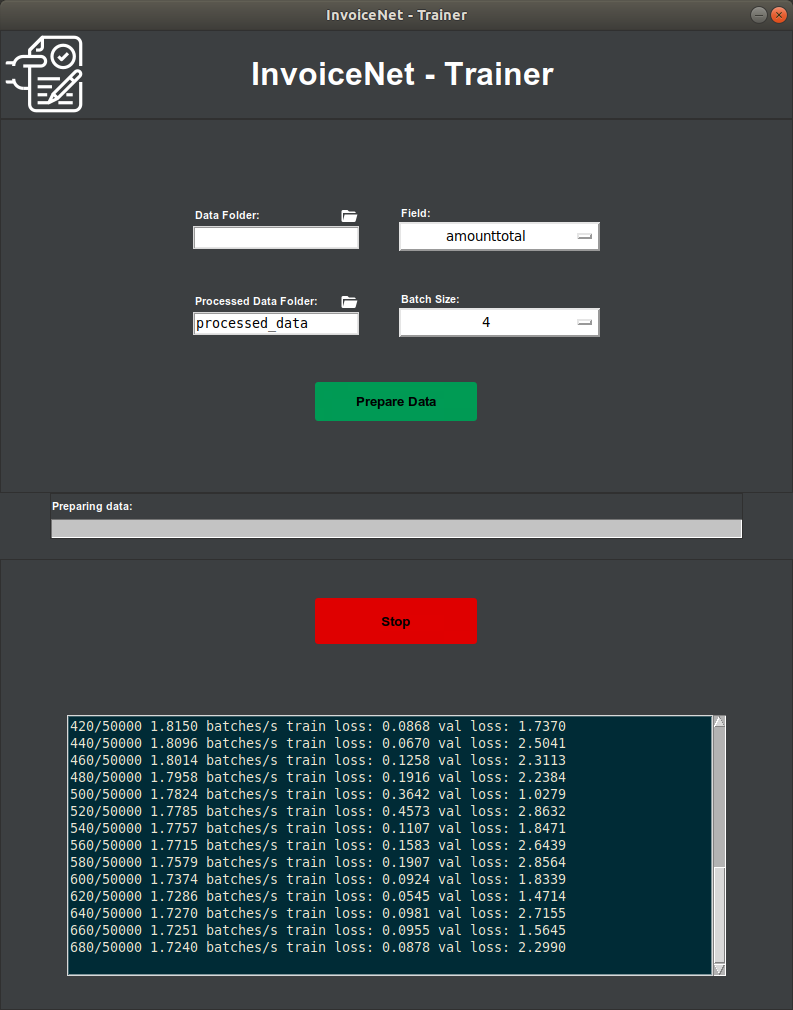 InvoiceNet - Trainer
InvoiceNet - Trainer
Data Folder:
Field:
amounttotal
Processed Data Folder:
Batch Size:
processed_data
4
Prepare Data
Preparing data:
Stop
420/50000 1.8150 batches/s train loss: 0.0868 val loss: 1.7370
440/50000 1.8096 batches/s train loss: 0.0670 val loss: 2.5041
460/50000 1.8014 batches/s train loss: 0.1258 val loss: 2.3113
480/50000 1.7958 batches/s train loss: 0.1916 val loss: 2.2384
500/50000 1.7824 batches/s train loss: 0.3642 val loss: 1.0279
520/50000 1.7785 batches/s train loss: 0.4573 val loss: 2.8632
540/50000 1.7757 batches/s train loss: 0.1107 val loss: 1.8471
560/50000 1.7715 batches/s train loss: 0.1583 val loss: 2.6439
580/50000 1.7579 batches/s train loss: 0.1907 val loss: 2.8564
600/50000 1.7374 batches/s train loss: 0.0924 val loss: 1.8339
620/50000 1.7286 batches/s train loss: 0.0545 val loss: 1.4714
640/50000 1.7270 batches/s train loss: 0.0981 val loss: 2.7155
660/50000 1.7251 batches/s train loss: 0.0955 val loss: 1.5645
680/50000 1.7240 batches/s train loss: 0.0878 val loss: 2.2990